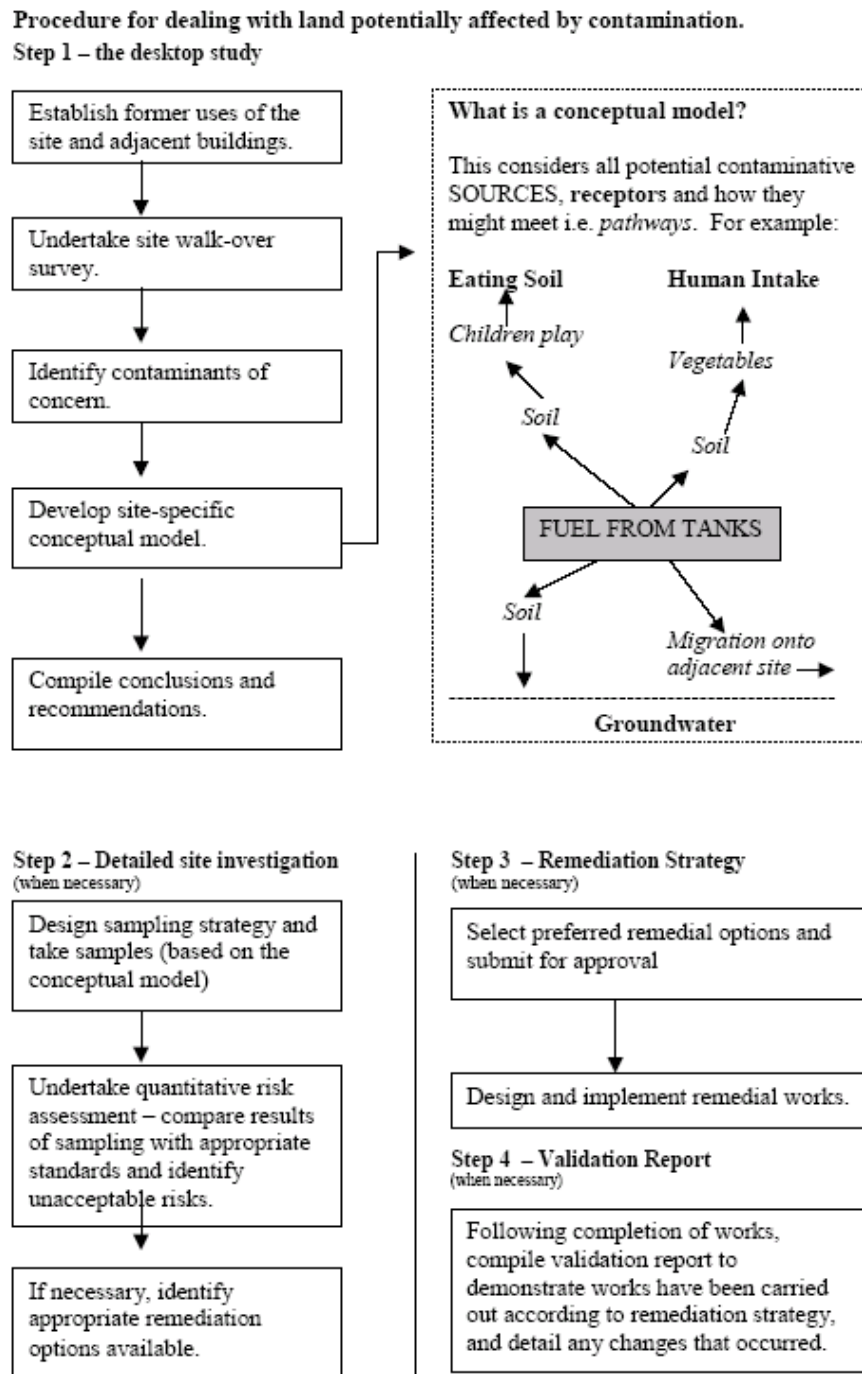 Procedure for dealing with land potentially affected by contamination.
Step 1 – the desktop study
Establish former uses of the
site and adjacent buildings.
Undertake site walk-over
survey.
Identify contaminants of
concern.
Develop site-specific
conceptual model.
Compile conclusions and
recommendations.
What is a conceptual model?
This considers all potential contaminative
SOURCES, receptors and how they
might meet i.e. pathways. For example:
Eating Soil
Human Intake
Children play
Vegetables
Soil
Soil
FUEL FROM TANKS
Soil
Migration onto
adjacent site
Groundwater
Step 2 – Detailed site investigation
(when necessary)
Design sampling strategy and
take samples (based on the
conceptual model)
Undertake quantitative risk
assessment – compare results
of sampling with appropriate
standards and identify
unacceptable risks.
If necessary, identify
appropriate remediation
options available.
Step 3 – Remediation Strategy
(when necessary)
Select preferred remedial options and
submit for approval
Design and implement remedial works.
Step 4 – Validation Report
(when necessary)
Following completion of works,
compile validation report to
demonstrate works have been carried
out according to remediation strategy,
and detail any changes that occurred.